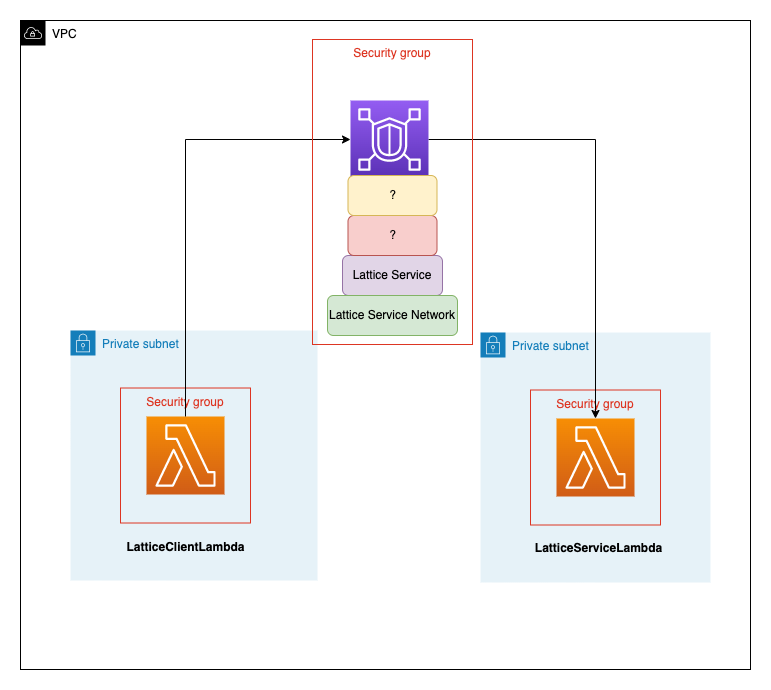 VPC
Security group
?
?
Lattice Service
Lattice Service Network
Private subnet
Private subnet
Security group
Security group
LatticeClientLambda
LatticeServiceLambda